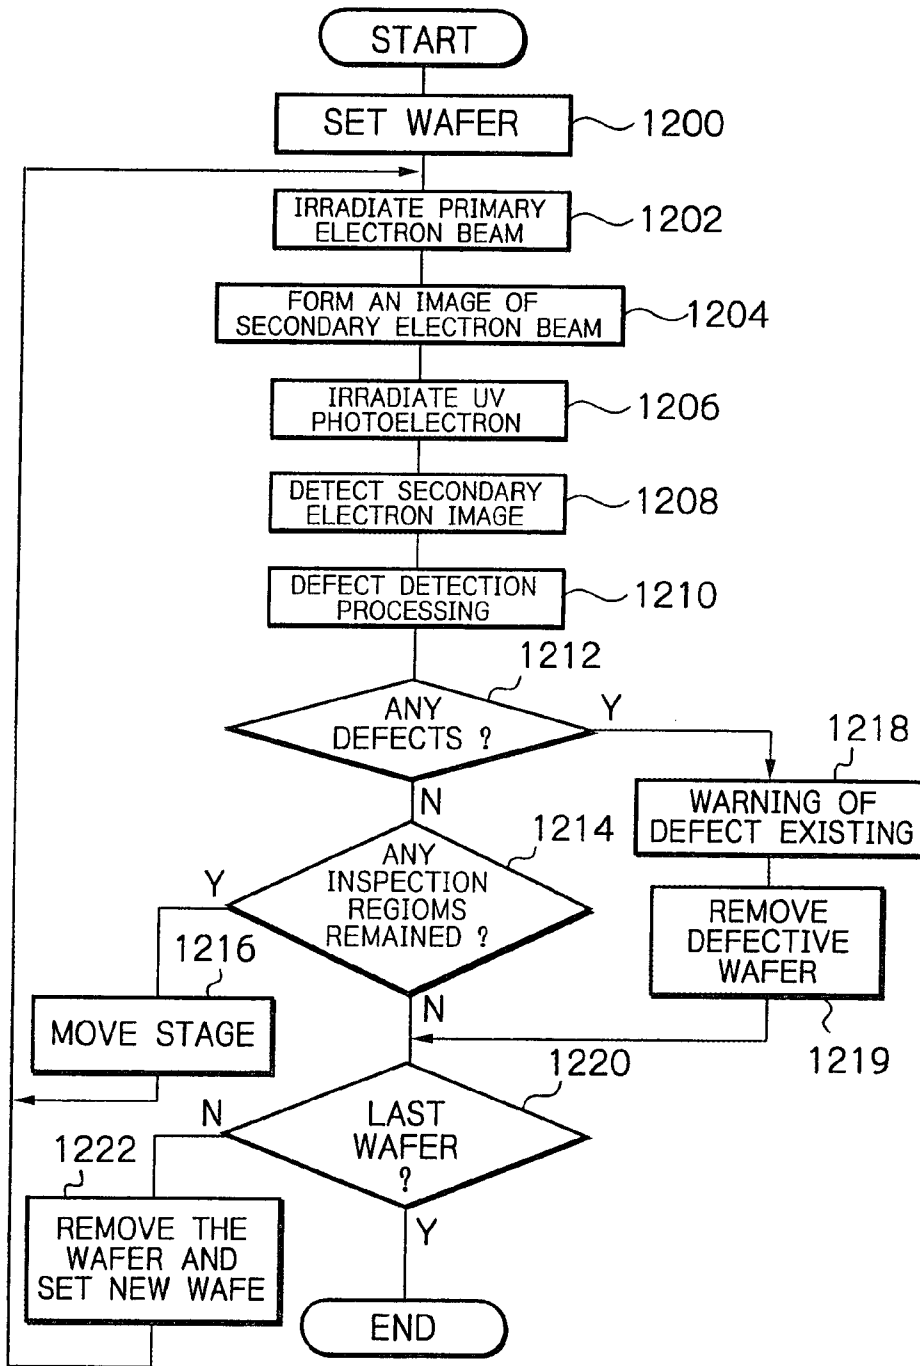 START
SET WAFER
1200
IRRADIATE PRIMARY
ELECTRON BEAM
1202
FORM AN IMAGE OF
SECONDARY ELECTRON BEAM
1204
IRRADIATE UV
PHOTOELECTRON
1206
DETECT SECONDARY
ELECTRON IMAGE
1208
DEFECT DETECTION
PROCESSING
1210
1212
ANY
DEFECTS ?
Y
N
1218
WARNING OF
DEFECT EXISTING
1214
ANY
INSPECTION
REGIOMS
REMAINED ?
Y
N
REMOVE
DEFECTIVE
WAFER
1219
1216
MOVE STAGE
1220
LAST
WAFER
?
N
Y
1222
REMOVE THE
WAFER AND
SET NEW WAFE
END